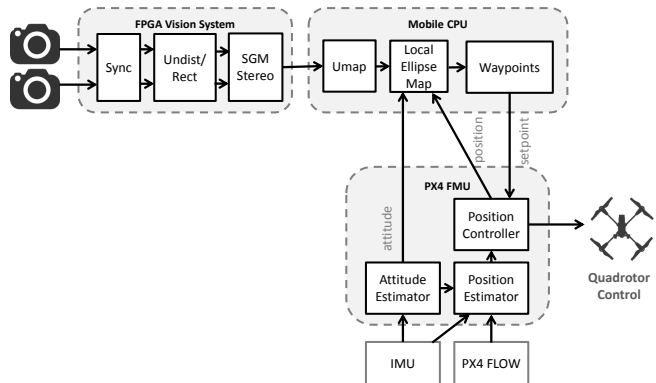 FPGA Vision System
Mobile CPU
Sync
Undist/
Rect
SGM
Stereo
Umap
Local
Ellipse
Map
Waypoints
position
setpoint
attitude
PX4 FMU
Position
Controller
Attitude
Estimator
Position
Estimator
Quadrotor
Control
IMU
PX4 FLOW